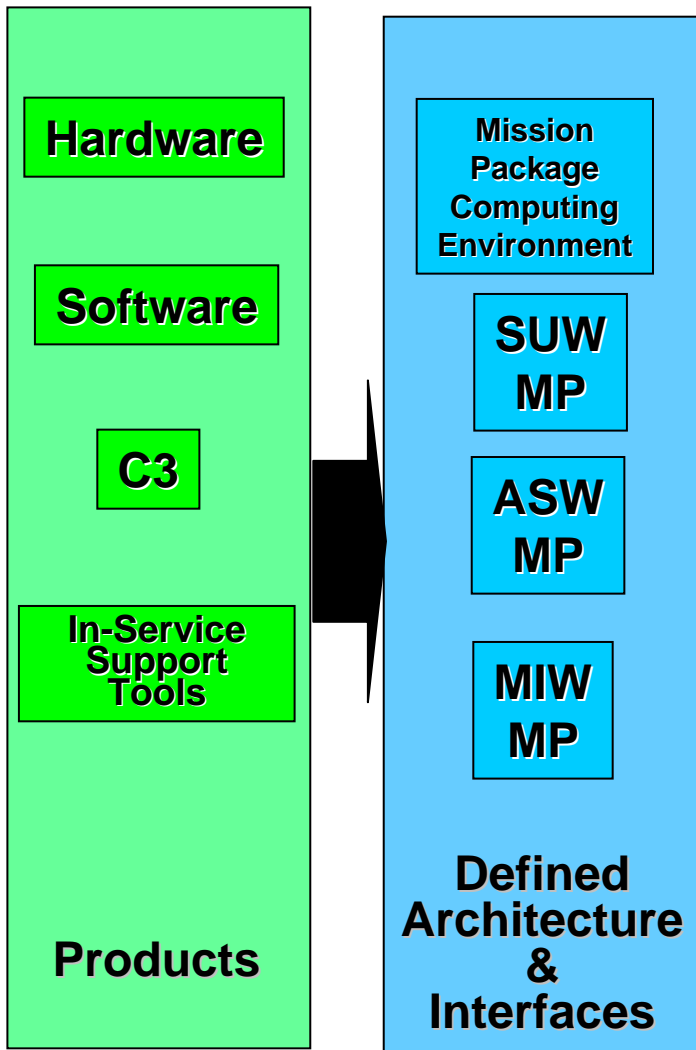 Hardware
Software
C3
In-Service
Support
Tools
Products
Mission
Package
Computing
Environment
SUW
MP
ASW
MP
MIW
MP
Defined
Architecture
&
Interfaces